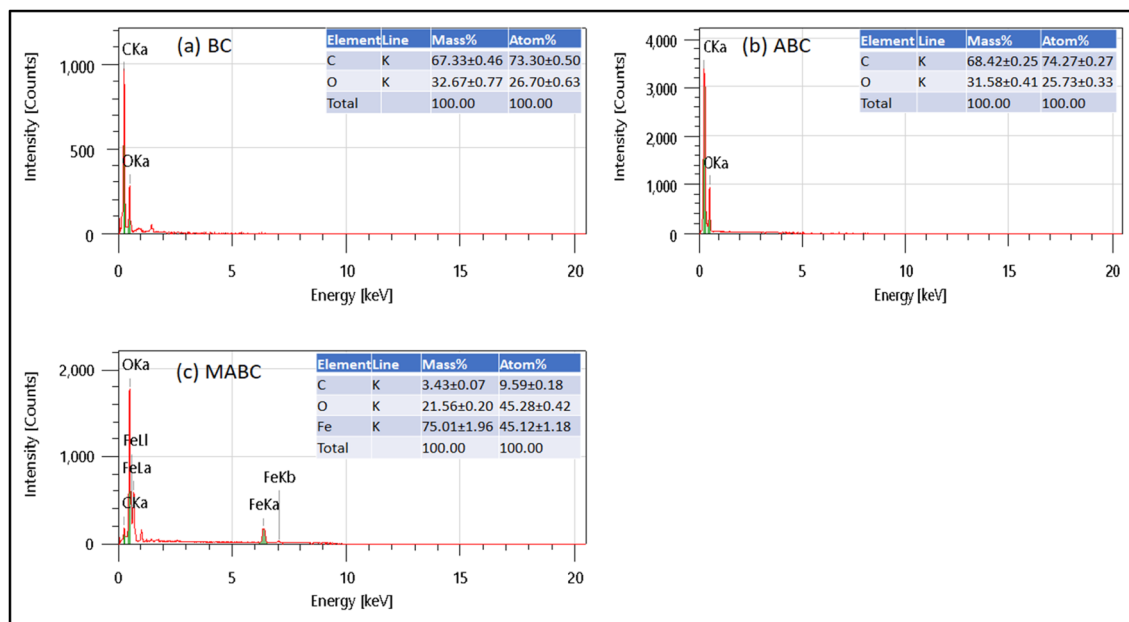 (a) BC
Intensity [Counts]
1,000
500
0
CKa
OKa
Element Line Mass% Atom%
C K 67.33±0.46 73.30±0.50
O K 32.67±0.77 26.70±0.63
Total 100.00 100.00
0 5 10 15 20
Energy [keV]
(b) ABC
Intensity [Counts]
4,000
3,000
2,000
1,000
0
CKa
OKa
Element Line Mass% Atom%
C K 68.42±0.25 74.27±0.27
O K 31.58±0.41 25.73±0.33
Total 100.00 100.00
0 5 10 15 20
Energy [keV]
(c) MABC
Intensity [Counts]
2,000
1,000
0
OKa
FeLl
FeLa
CKa
FeKa
FeKb
Element Line Mass% Atom%
C K 3.43±0.07 9.59±0.18
O K 21.56±0.20 45.28±0.42
Fe K 75.01±1.96 45.12±1.18
Total 100.00 100.00
0 5 10 15 20
Energy [keV]